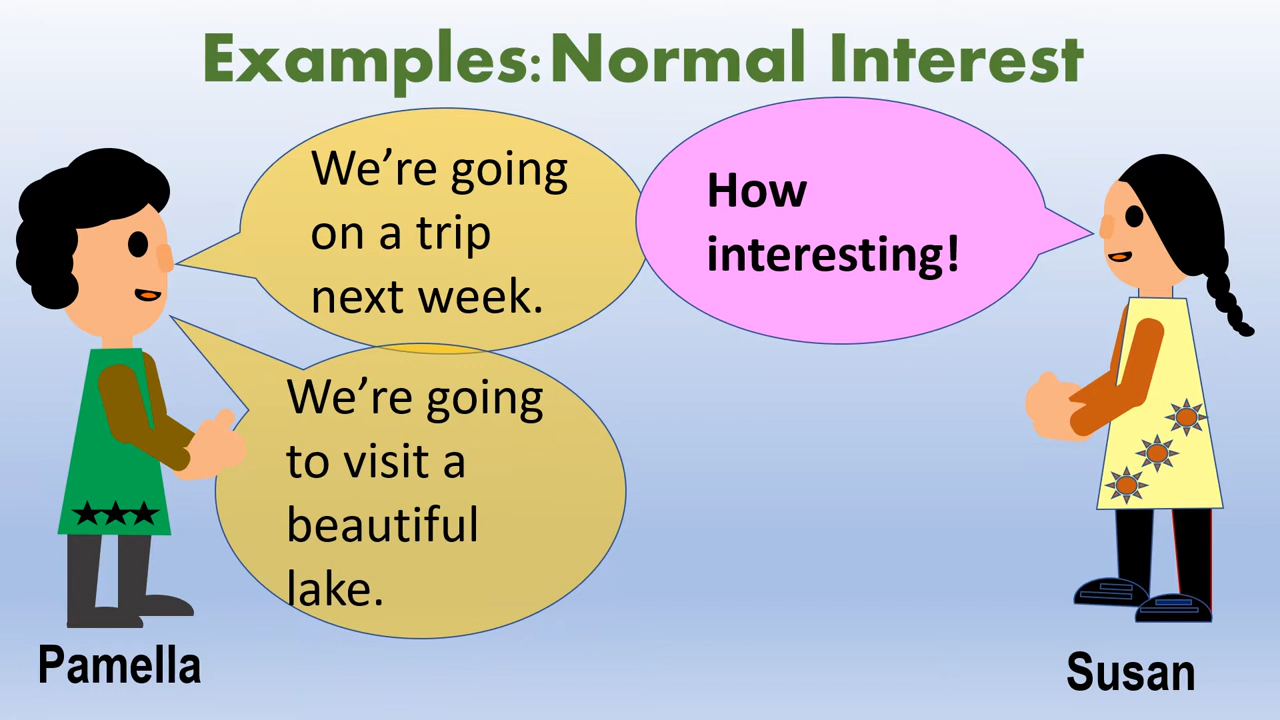 Examples: Normal Interest
We’re going
on a trip
next week.
How
interesting!
We’re going
to visit a
beautiful
lake.
Pamella
Susan